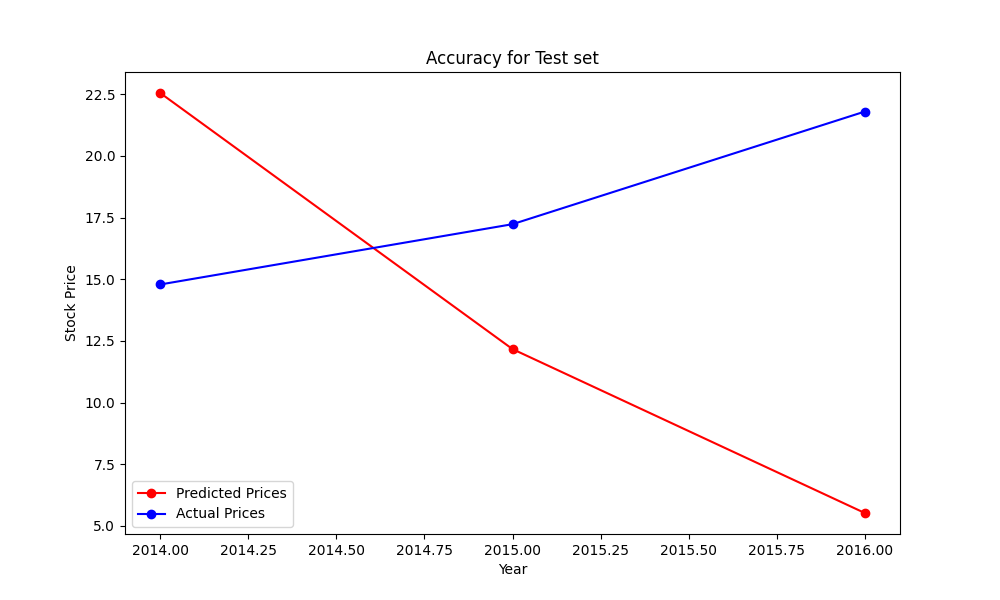 Accuracy for Test set
22.5
20.0
17.5
15.0
12.5
10.0
7.5
5.0
Stock Price
Predicted Prices
Actual Prices
2014.00 2014.25 2014.50 2014.75 2015.00 2015.25 2015.50 2015.75 2016.00
Year